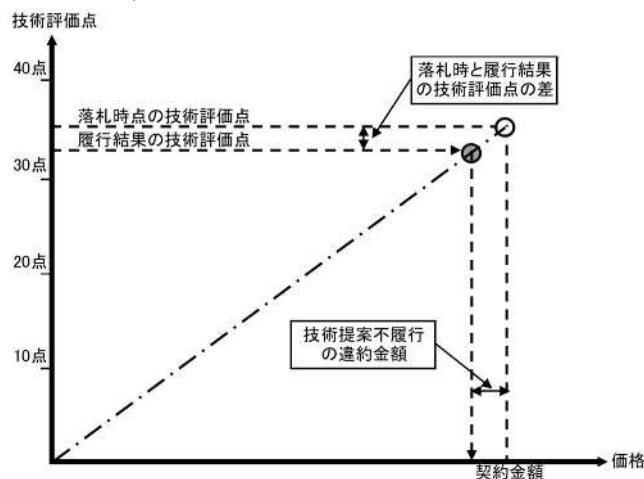 技術評価点
40点
落札時と履行結果
の技術評価点の差
落札時点の技術評価点
履行結果の技術評価点
30点
20点
技術提案不履行
の違約金額
10点
価格
契約金額